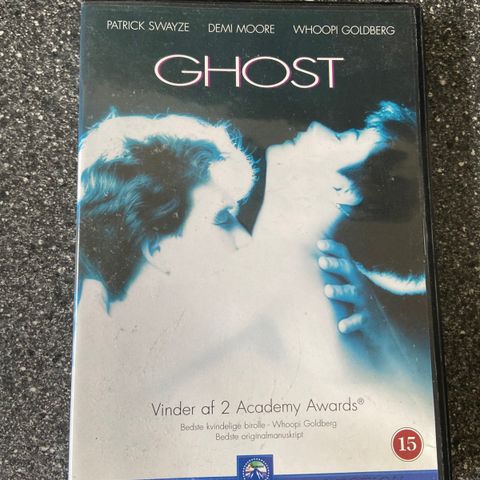 PATRICK SWAYZE DEMI MOORE WHOOPI GOLDBERG
GHOST
Vinder af 2 Academy Awards®
Bedste kvindelige birolle - Whoopi Goldberg
Bedste originalmanuskript
15